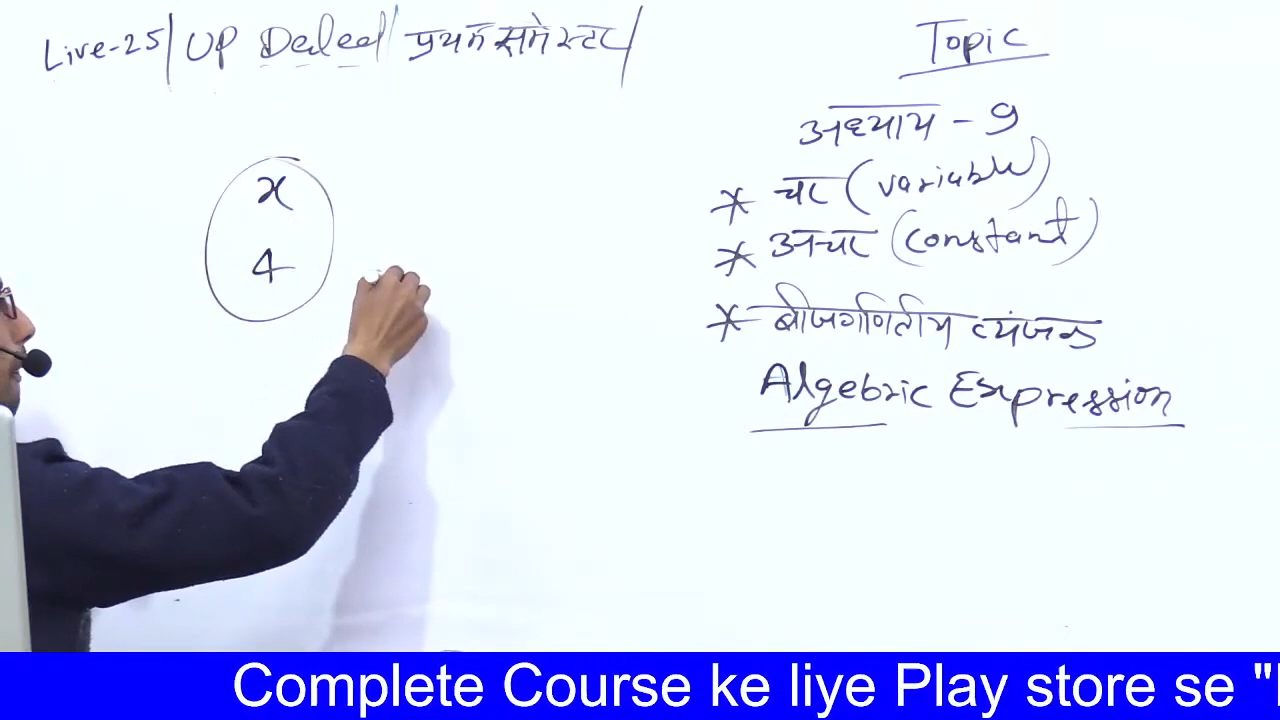 Live-25/ UP Deled/ प्रथम सेमेस्टर/
x
4
Topic
अध्याय - 9
* चर (variable)
* अचर (constant)
* बीजगणितीय व्यंजक
Algebric Expression
Complete Course ke liye Play store se "